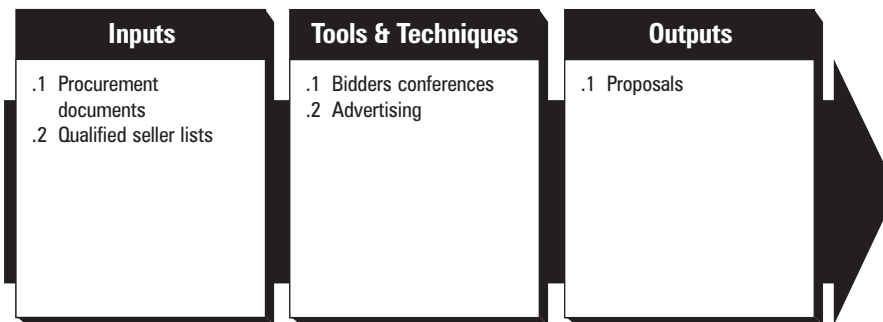 Inputs
.1 Procurement
documents
.2 Qualified seller lists
Tools & Techniques
.1 Bidders conferences
.2 Advertising
Outputs
.1 Proposals